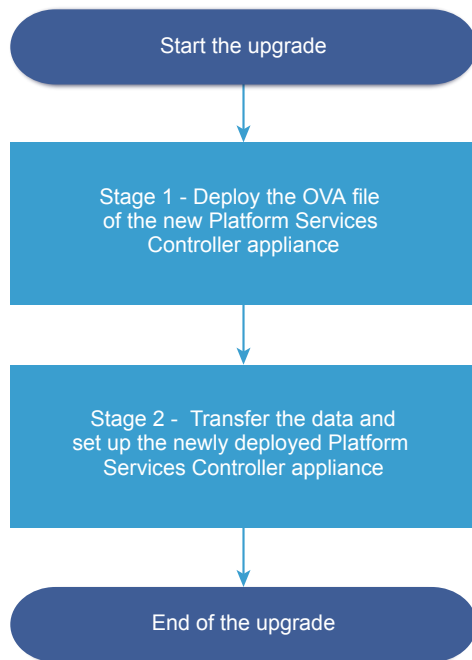 Start the upgrade
Stage 1 - Deploy the OVA file
of the new Platform Services
Controller appliance
Stage 2 -  Transfer the data and
set up the newly deployed Platform
Services Controller appliance
End of the upgrade